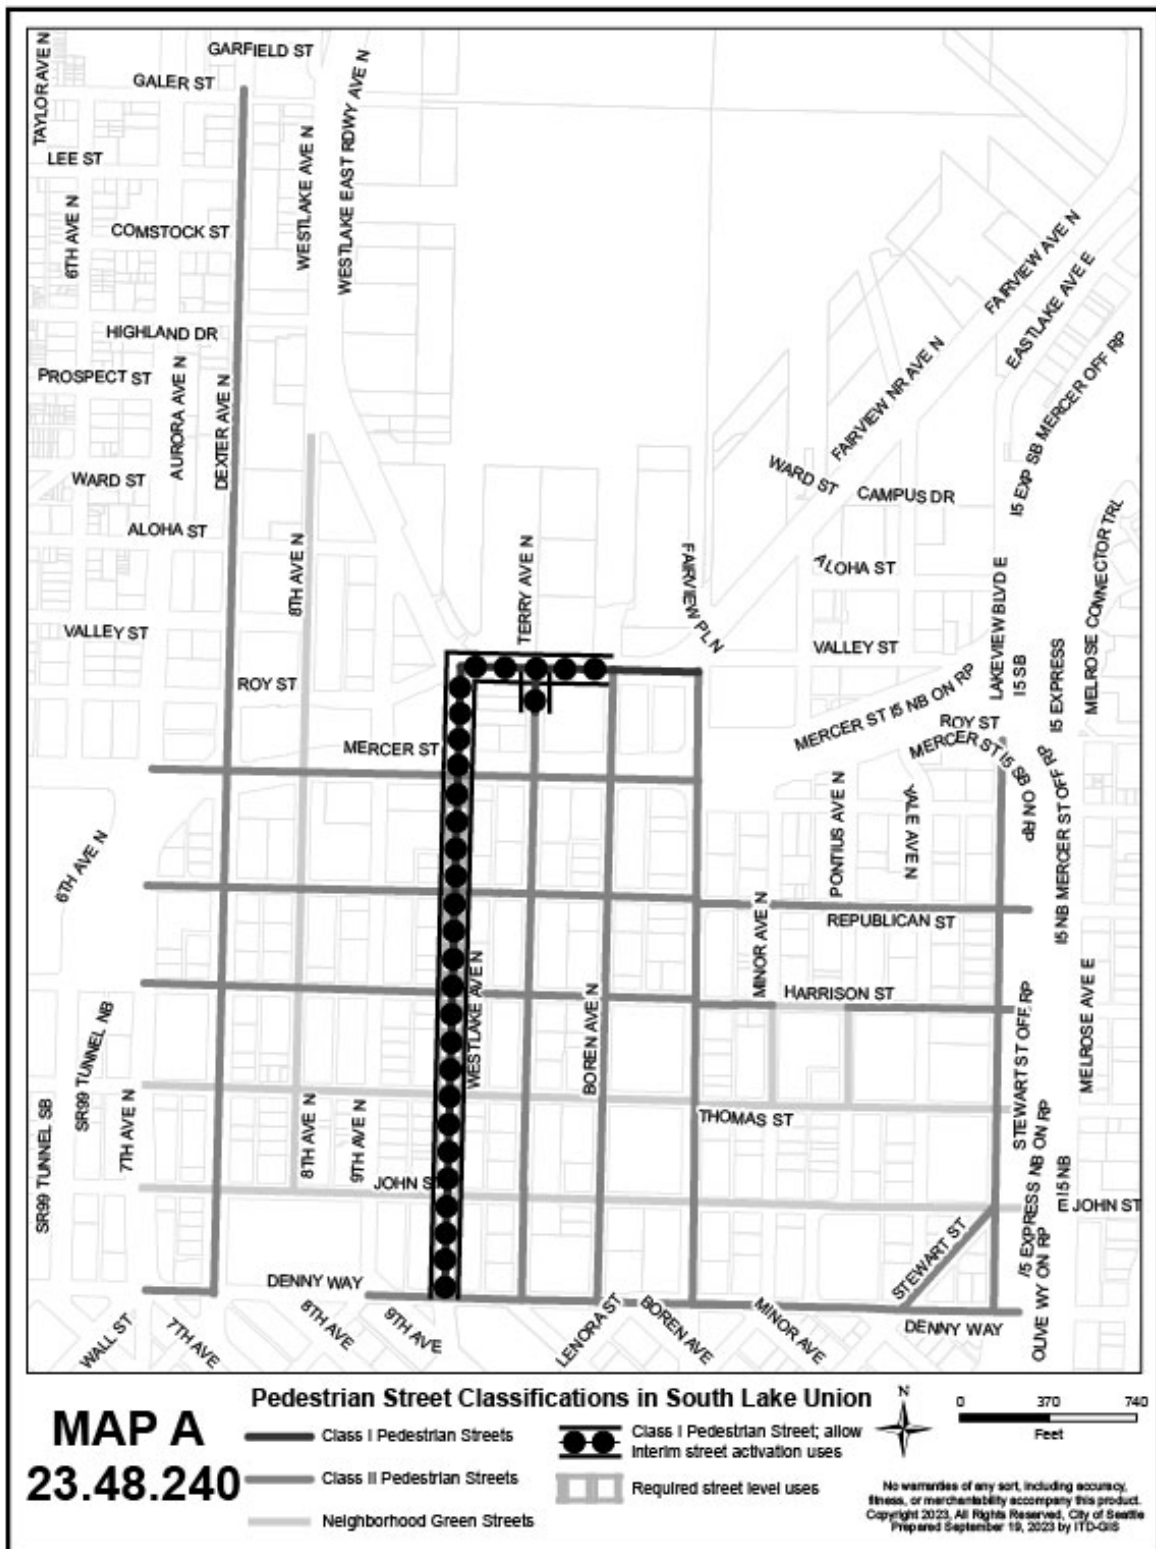 GARFIELD ST
TAYLOR AVE N
GALER ST
LEE ST
WESTLAKE AVE N
WESTLAKE EAST RDWY AVE N
6TH AVE N
COMSTOCK ST
FAIRVIEW AVE N
EASTLAKE AVE E
HIGHLAND DR
PROSPECT ST
AURORA AVE N
DEXTER AVE N
FAIRVIEW NR AVE N
I5 EXP SB MERCER OFF RP
WARD ST
WARD ST
CAMPUS DR
ALOHA ST
8TH AVE N
TERRY AVE N
FAIRVIEW PL N
ALOHA ST
LAKEVIEW BLVD E
MELROSE CONNECTOR TRL
VALLEY ST
VALLEY ST
I5 SB
I5 EXPRESS
ROY ST
MERCER ST I5 NB ON RP
ROY ST
MERCER ST
MERCER ST I5 SB ON RP
6TH AVE N
PONTIUS AVE N
YALE AVE N
I5 NB MERCER ST OFF RP
MINOR AVE N
REPUBLICAN ST
WESTLAKE AVE N
BOREN AVE N
HARRISON ST
SR99 TUNNEL NB
STEWART ST OFF RP
MELROSE AVE E
SR99 TUNNEL SB
7TH AVE N
8TH AVE N
9TH AVE N
THOMAS ST
JOHN ST
I5 EXPRESS NB ON RP
I5 NB
E JOHN ST
STEWART ST
DENNY WAY
WALL ST
7TH AVE
8TH AVE
9TH AVE
LENORA ST
BOREN AVE
MINOR AVE
DENNY WAY
OLIVE WY ON RP
Pedestrian Street Classifications in South Lake Union
MAP A
23.48.240
Class I Pedestrian Streets
Class II Pedestrian Streets
Neighborhood Green Streets
Class I Pedestrian Street; allow
interim street activation uses
Required street level uses
N
0 370 740
Feet
No warranties of any sort, including accuracy,
fitness, or merchantability accompany this product.
Copyright 2023, All Rights Reserved, City of Seattle
Prepared September 19, 2023 by ITD-GIS